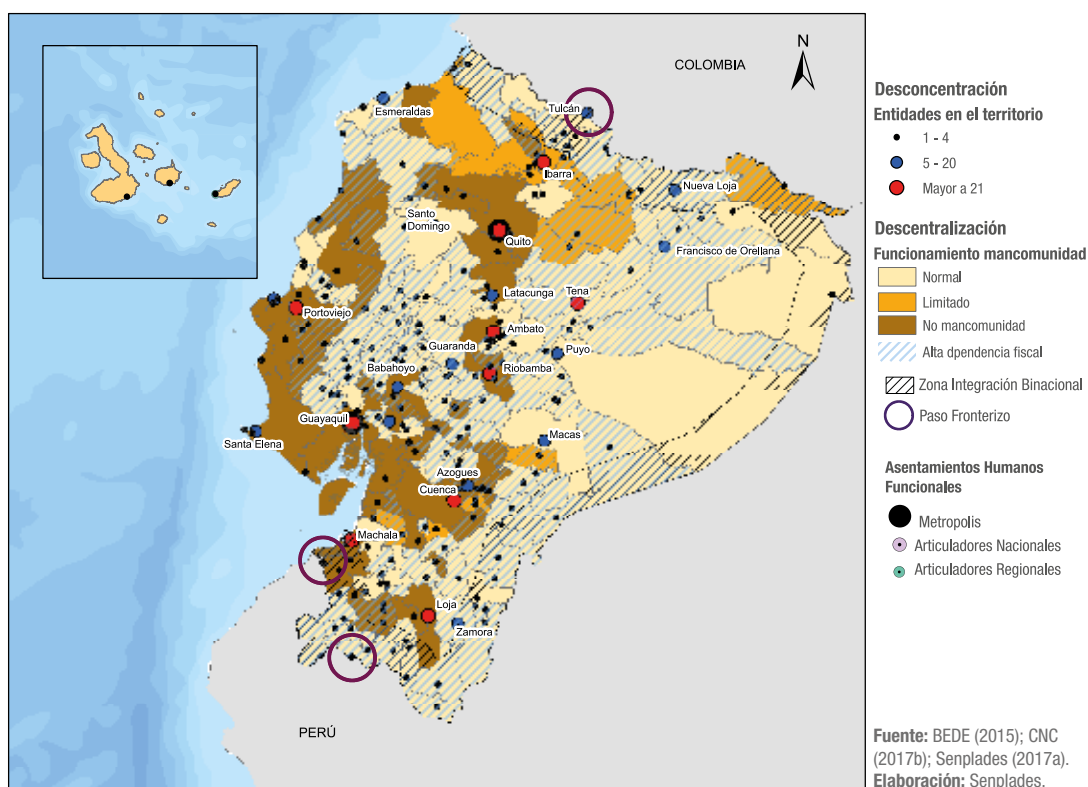 N
COLOMBIA
Esmeraldas
Tulcán
Ibarra
Nueva Loja
Santo
Domingo
Quito
Francisco de Orellana
Latacunga
Tena
Portoviejo
Ambato
Guaranda
Puyo
Babahoyo
Riobamba
Guayaquil
Santa Elena
Macas
Azogues
Cuenca
Machala
Loja
Zamora
PERÚ
Desconcentración
Entidades en el territorio
1 - 4
5 - 20
Mayor a 21
Descentralización
Funcionamiento mancomunidad
Normal
Limitado
No mancomunidad
Alta dpendencia fiscal
Zona Integración Binacional
Paso Fronterizo
Asentamientos Humanos
Funcionales
Metropolis
Articuladores Nacionales
Articuladores Regionales
Fuente: BEDE (2015); CNC
(2017b); Senplades (2017a).
Elaboración: Senplades.